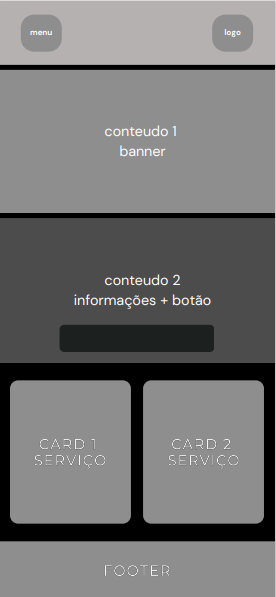 menu
logo
conteudo 1
banner
conteudo 2
informações + botão
CARD 1
SERVIÇO
CARD 2
SERVIÇO
FOOTER